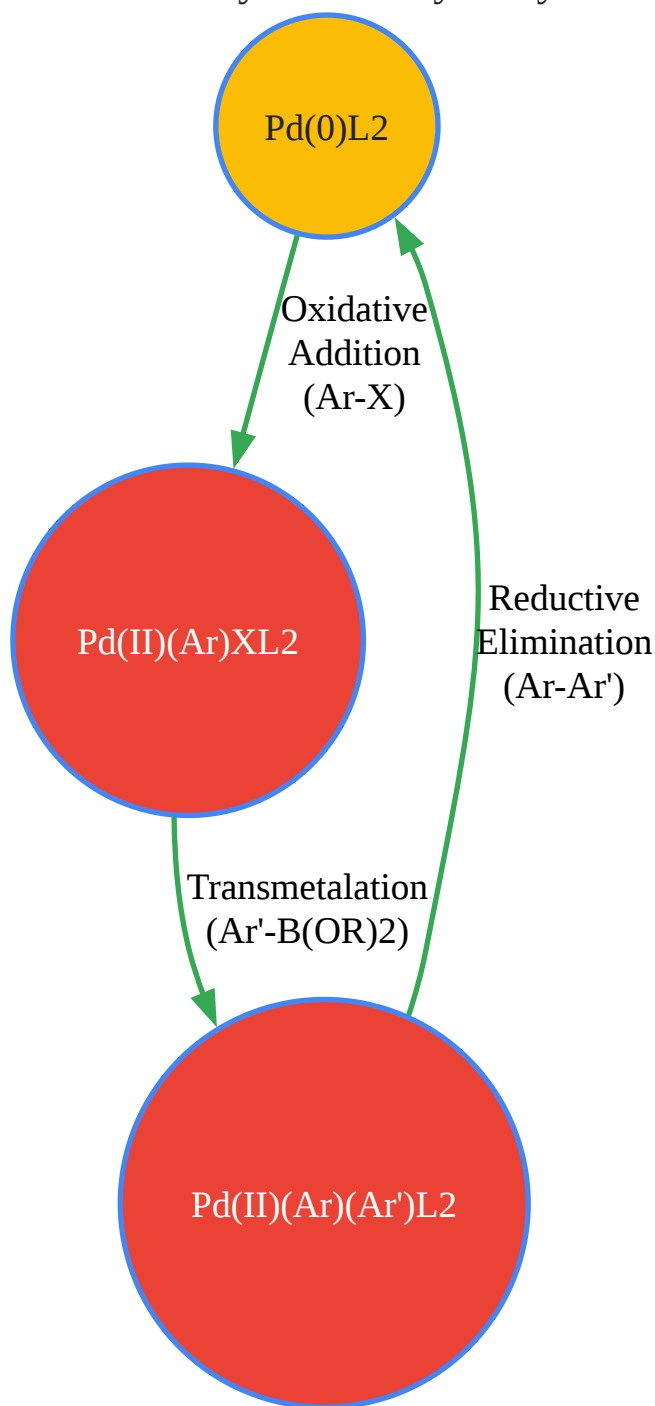 Pd(0)L2
Oxidative
Addition
(Ar-X)
Pd(II)(Ar)XL2
Reductive
Elimination
(Ar-Ar')
Transmetalation
(Ar'-B(OR)2)
Pd(II)(Ar)(Ar')L2